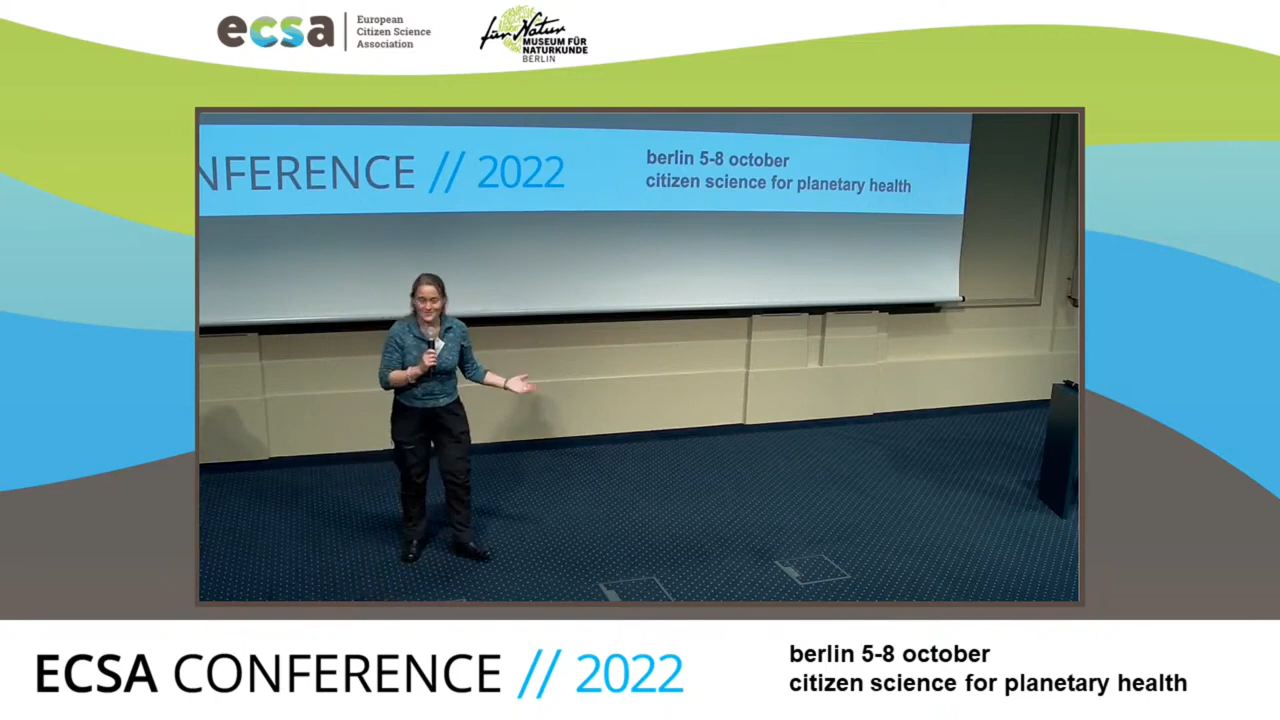 ecsa
European
Citizen Science
Association
für Natur
MUSEUM FÜR
NATURKUNDE
BERLIN
NFERENCE // 2022
berlin 5-8 october
citizen science for planetary health
ECSA CONFERENCE // 2022
berlin 5-8 october
citizen science for planetary health